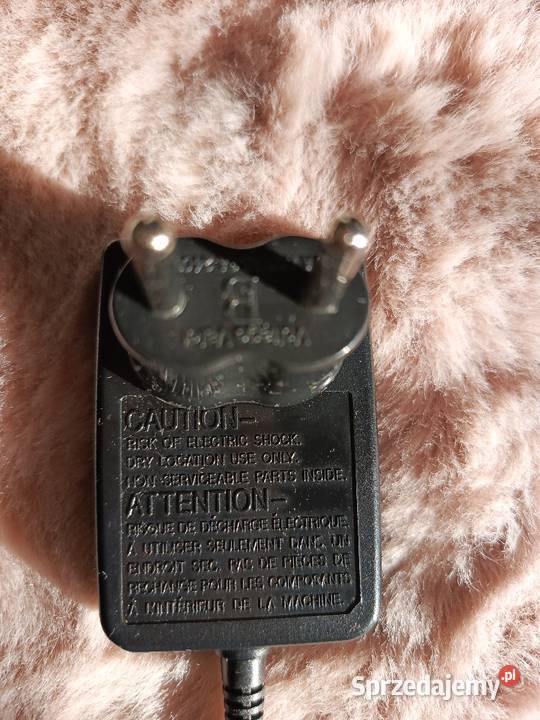 B
CAUTION–
RISK OF ELECTRIC SHOCK.
DRY LOCATION USE ONLY.
NON SERVICEABLE PARTS INSIDE.
ATTENTION–
RISQUE DE DÉCHARGE ÉLECTRIQUE.
À UTILISER SEULEMENT DANS, UN
ENDROIT SEC, PAS DE PIECES DE
RECHANGE POUR LES COMPOSANTS
À L'INTÉRIEUR DE LA MACHINE.
Sprzedajemy.pl